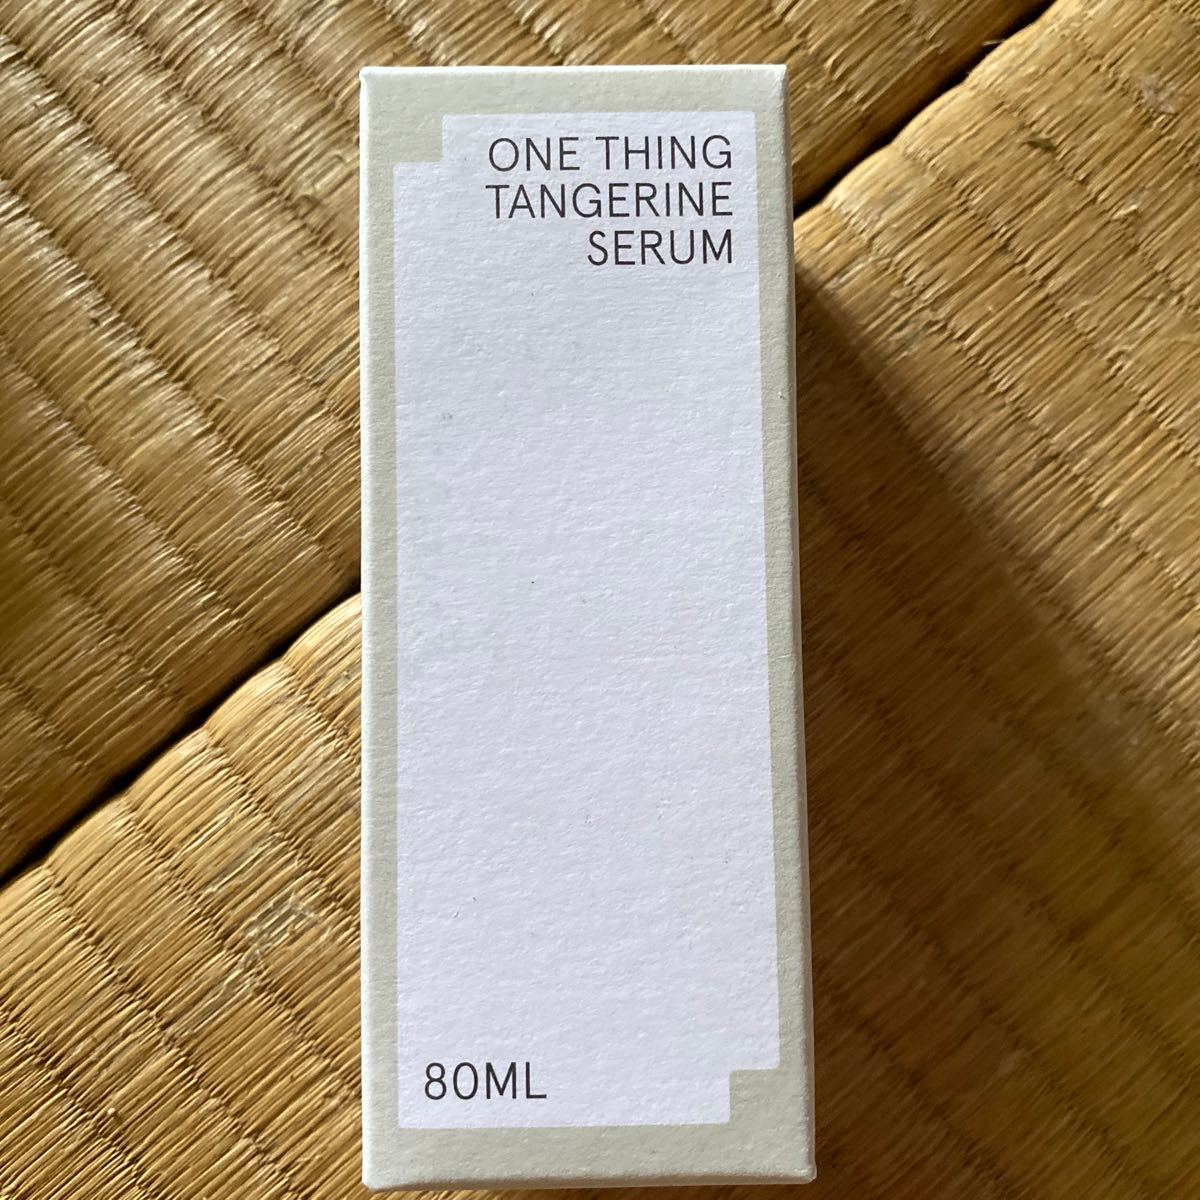 ONE THING
TANGERINE
SERUM
80ML